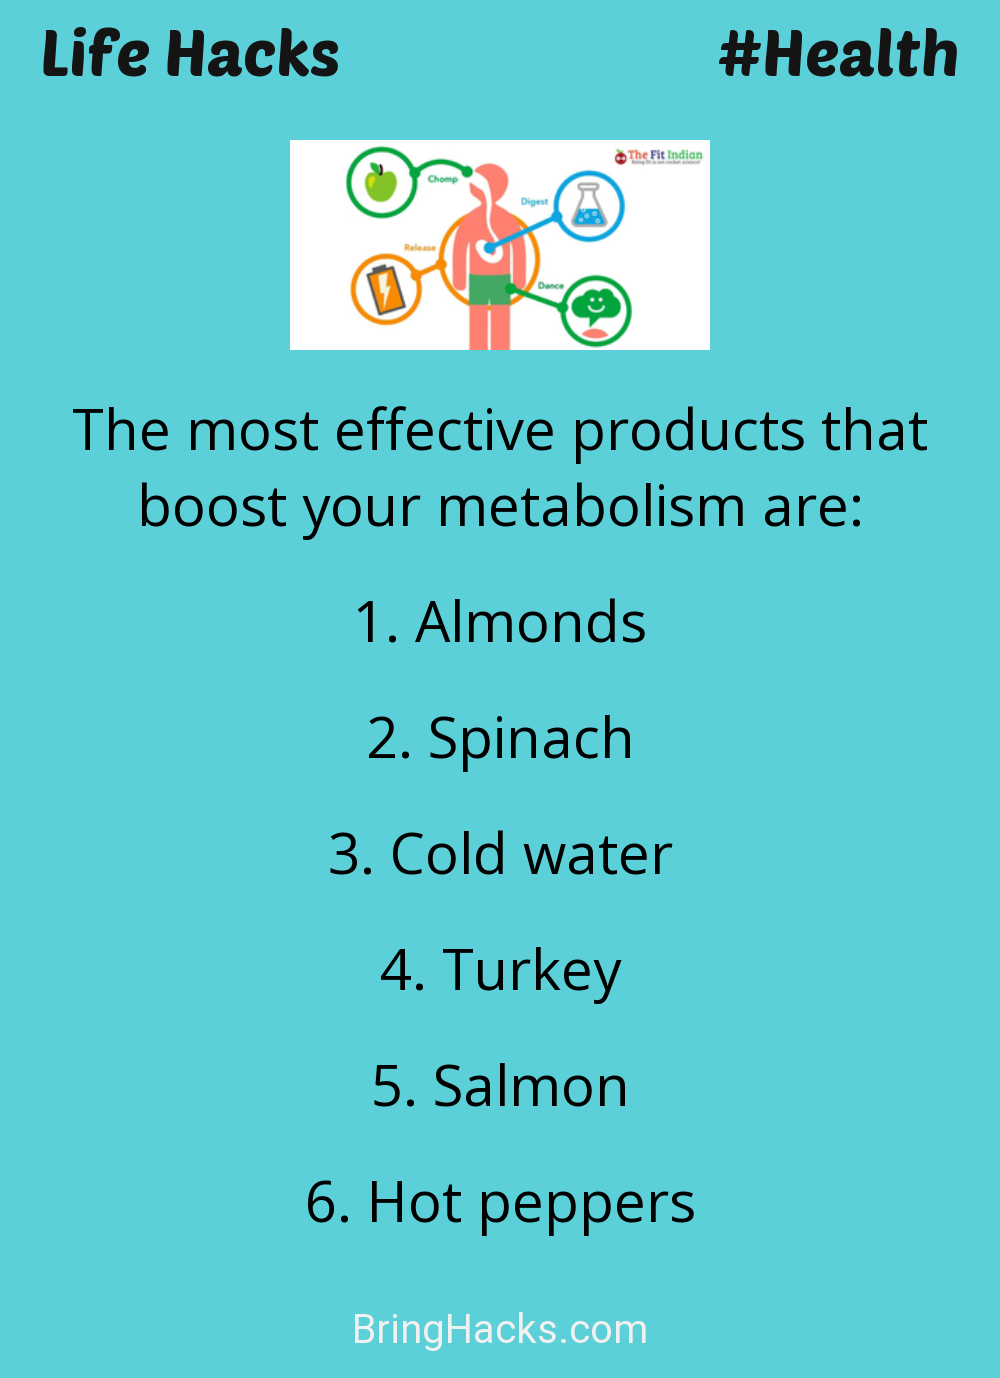 Life Hacks
#Health
The Fit Indian
Being fit is not rocket science!
Chomp
Digest
Release
Dance
The most effective products that
boost your metabolism are:
1. Almonds
2. Spinach
3. Cold water
4. Turkey
5. Salmon
6. Hot peppers
BringHacks.com